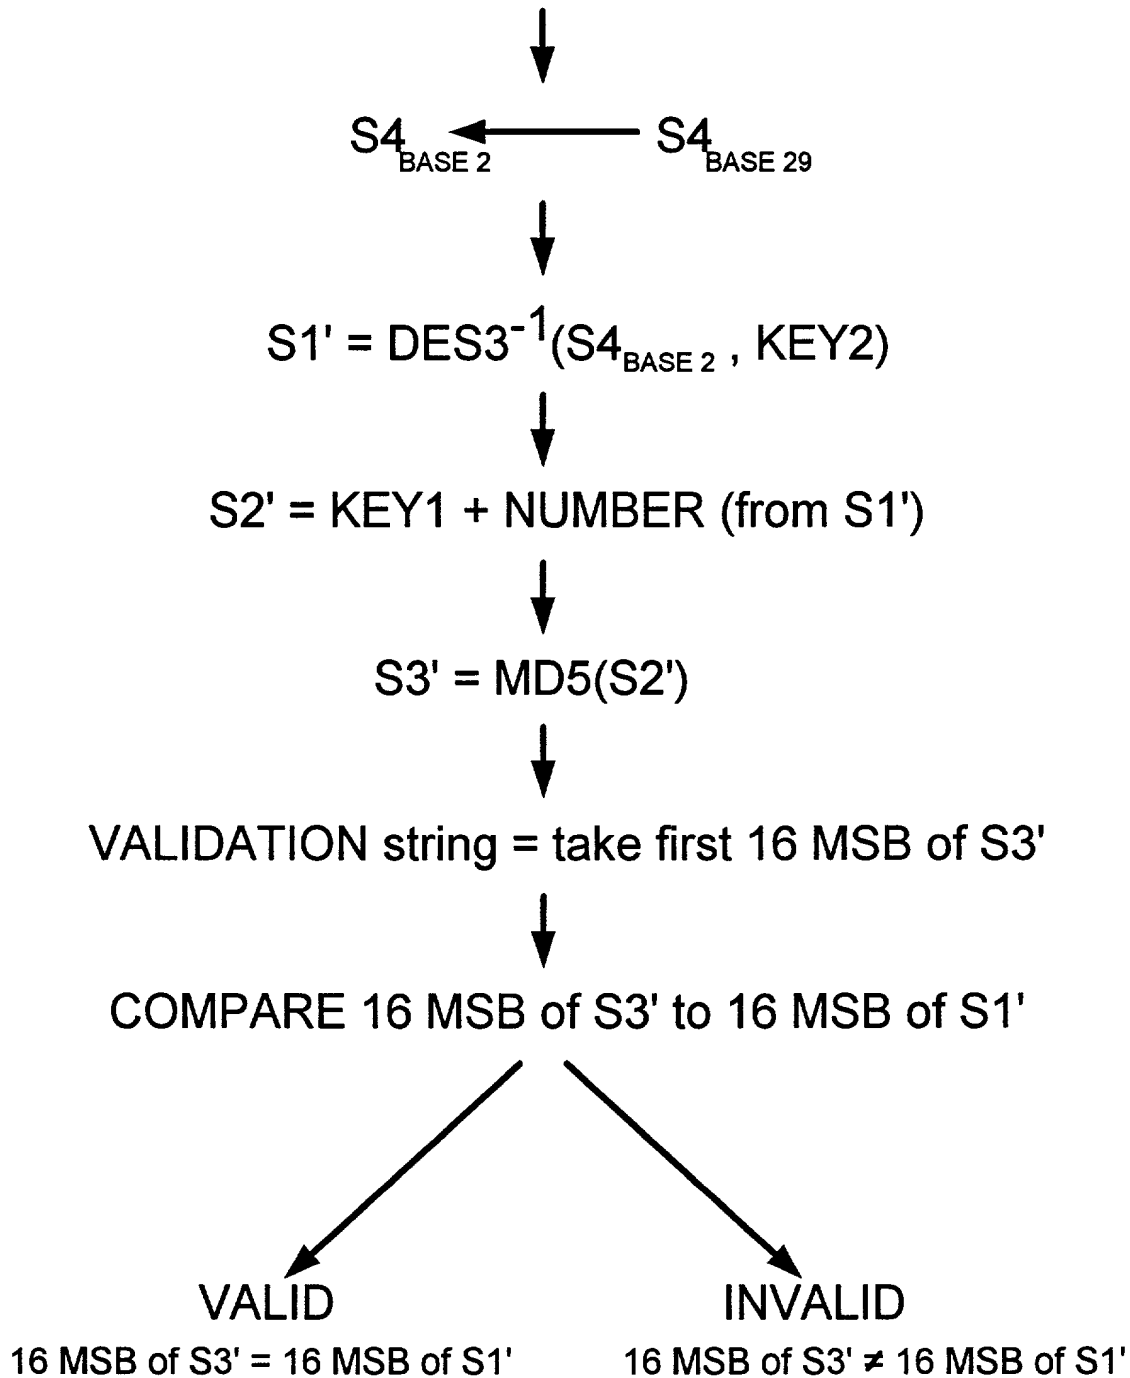 S4BASE 2 S4BASE 29
S1' = DES3-1(S4BASE 2 , KEY2)
S2' = KEY1 + NUMBER (from S1')
S3' = MD5(S2')
VALIDATION string = take first 16 MSB of S3'
COMPARE 16 MSB of S3' to 16 MSB of S1'
VALID INVALID
16 MSB of S3' = 16 MSB of S1' 16 MSB of S3' ≠ 16 MSB of S1'